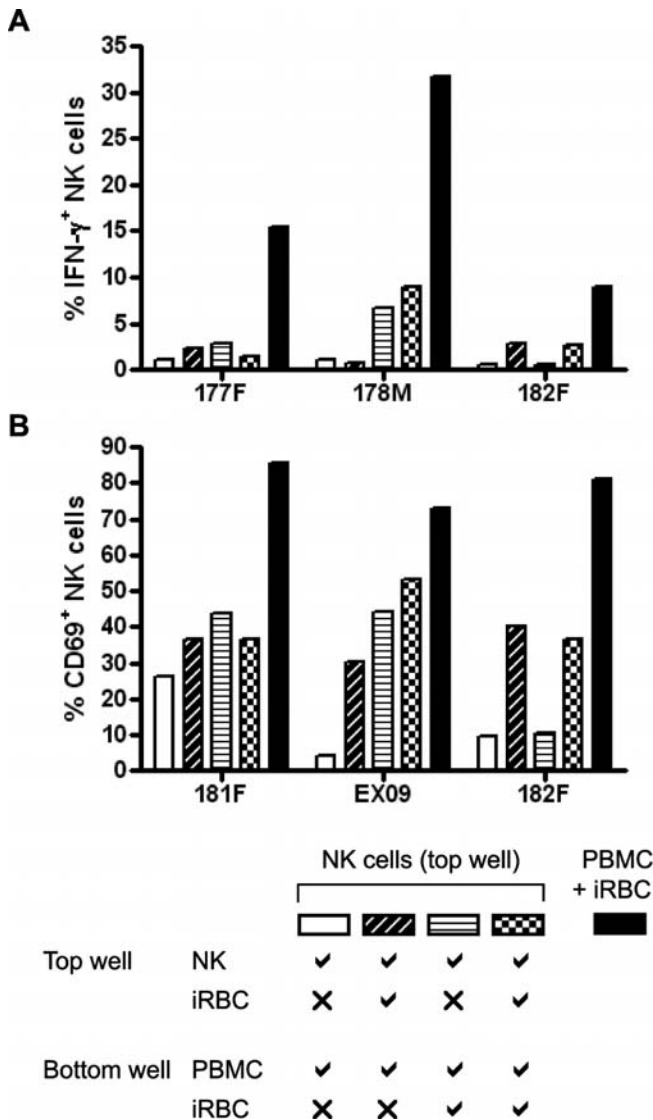 A
% IFN-γ+ NK cells
35
30
25
20
15
10
5
0
177F 178M 182F
B
% CD69+ NK cells
90
80
70
60
50
40
30
20
10
0
181F EX09 182F
NK cells (top well) PBMC
+ iRBC
Top well NK ✓ ✓ ✓ ✓
iRBC ✕ ✓ ✕ ✓
Bottom well PBMC ✓ ✓ ✓ ✓
iRBC ✕ ✕ ✓ ✓